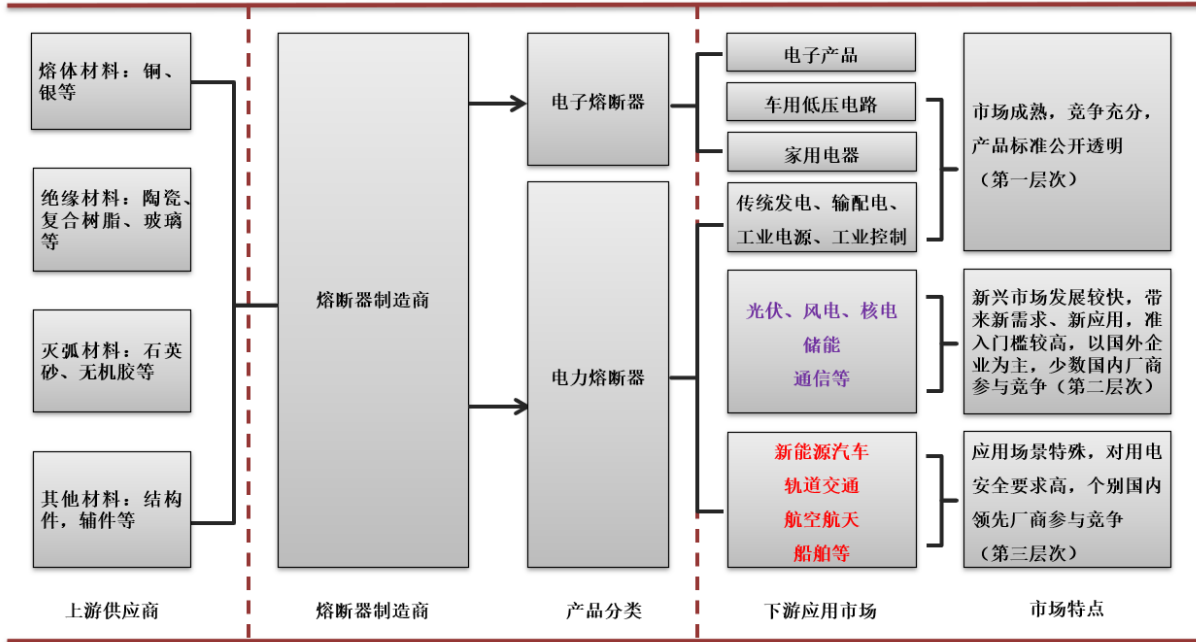 熔体材料：铜、
银等
绝缘材料：陶瓷、
复合树脂、玻璃
等
灭弧材料：石英
砂、无机胶等
其他材料：结构
件，辅件等
上游供应商
熔断器制造商
熔断器制造商
电子熔断器
电力熔断器
产品分类
电子产品
车用低压电路
家用电器
传统发电、输配电、
工业电源、工业控制
光伏、风电、核电
储能
通信等
新能源汽车
轨道交通
航空航天
船舶等
下游应用市场
市场成熟，竞争充分，
产品标准公开透明
（第一层次）
新兴市场发展较快，带
来新需求、新应用，准
入门槛较高，以国外企
业为主，少数国内厂商
参与竞争（第二层次）
应用场景特殊，对用电
安全要求高，个别国内
领先厂商参与竞争
（第三层次）
市场特点